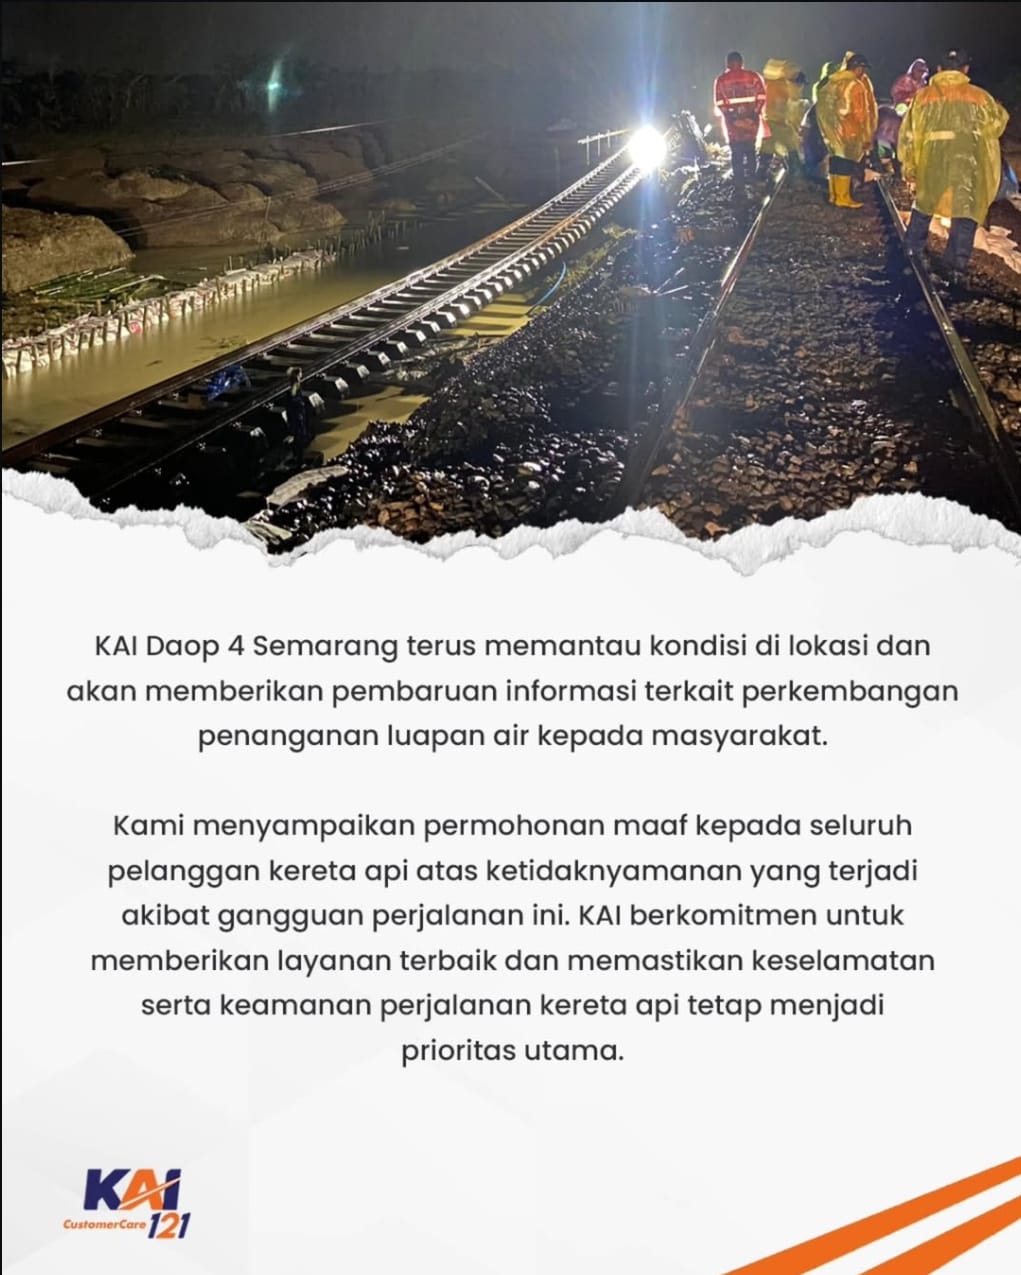 KAI Daop 4 Semarang terus memantau kondisi di lokasi dan
akan memberikan pembaruan informasi terkait perkembangan
penanganan luapan air kepada masyarakat.
Kami menyampaikan permohonan maaf kepada seluruh
pelanggan kereta api atas ketidaknyamanan yang terjadi
akibat gangguan perjalanan ini. KAI berkomitmen untuk
memberikan layanan terbaik dan memastikan keselamatan
serta keamanan perjalanan kereta api tetap menjadi
prioritas utama.
KAI
CustomerCare 121